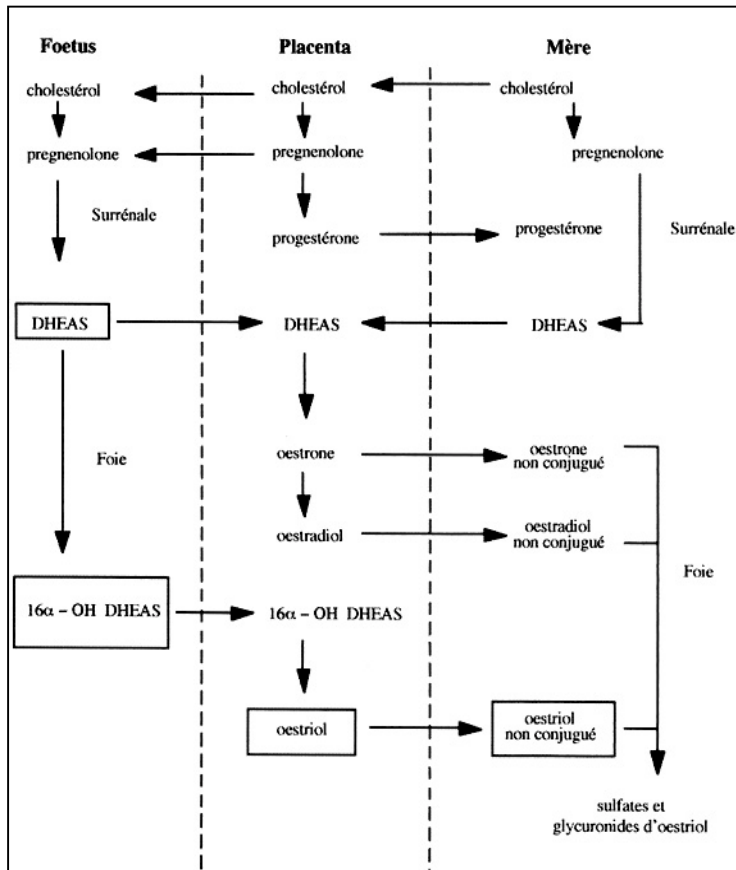 Foetus Placenta Mère
cholestérol cholestérol cholestérol
pregnenolone pregnenolone pregnenolone
Surrénale
progestérone progestérone Surrénale
DHEAS DHEAS DHEAS
Foie
oestrone oestrone
non conjugué
oestradiol oestradiol
non conjugué
Foie
16α – OH DHEAS 16α – OH DHEAS
oestriol oestriol
non conjugué
sulfates et
glycuronides d'oestriol